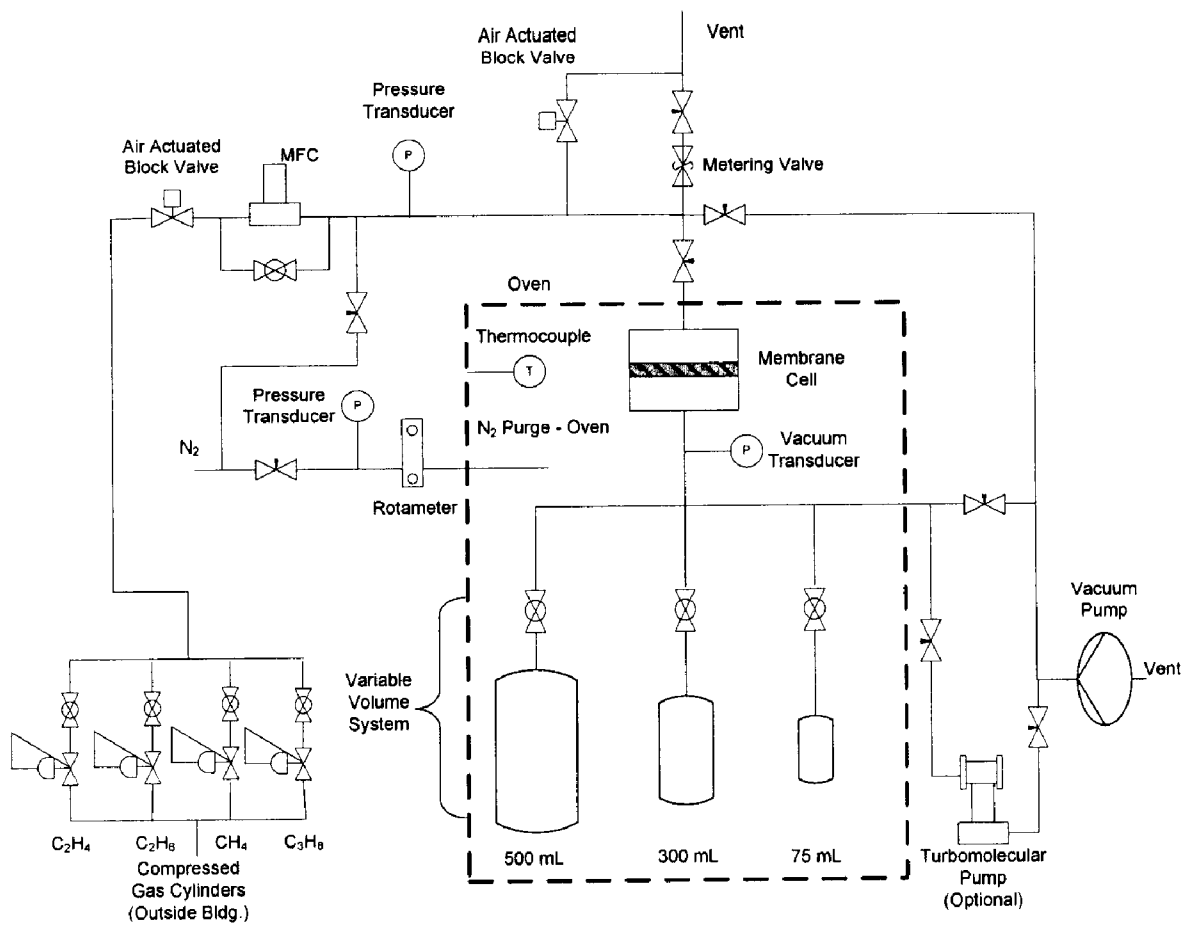 Air Actuated
Block Valve
Vent
Pressure
Transducer
P
Air Actuated
Block Valve
MFC
Metering Valve
Oven
Thermocouple
T
Membrane
Cell
Pressure
Transducer
P
N₂ Purge - Oven
P
Vacuum
Transducer
N₂
Rotameter
Vacuum
Pump
Vent
Variable
Volume
System
C₂H₄
C₂H₆
CH₄
C₃H₈
Compressed
Gas Cylinders
(Outside Bldg.)
500 mL
300 mL
75 mL
Turbomolecular
Pump
(Optional)